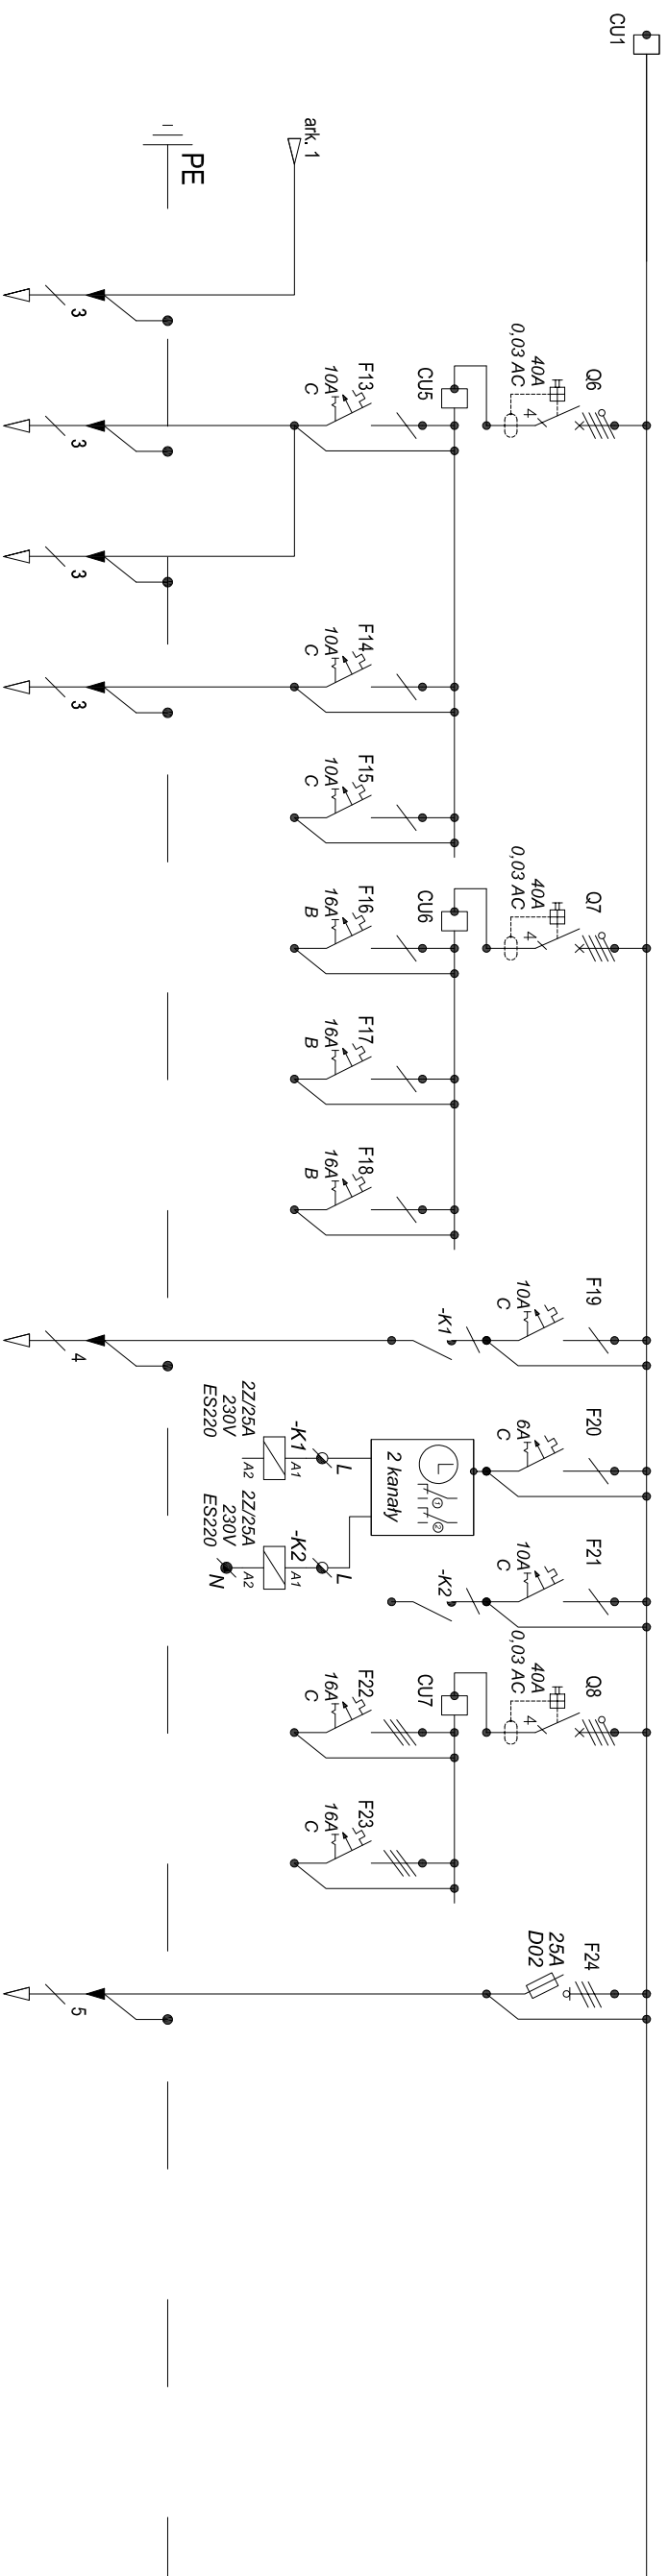 CU1
ark. 1
PE
3
Q6
40A
0,03 AC
4
CU5
F13
10A
C
3
3
F14
10A
C
3
F15
10A
C
Q7
40A
0,03 AC
4
CU6
F16
16A
B
F17
16A
B
F18
16A
B
F19
10A
C
-K1
4
F20
6A
C
2 kanały
1
2
L
-K1
A1
A2
2Z/25A
230V
ES220
L
-K2
A1
A2
2Z/25A
230V
ES220
N
F21
10A
C
-K2
Q8
40A
0,03 AC
4
CU7
F22
16A
C
F23
16A
C
F24
25A
D02
5